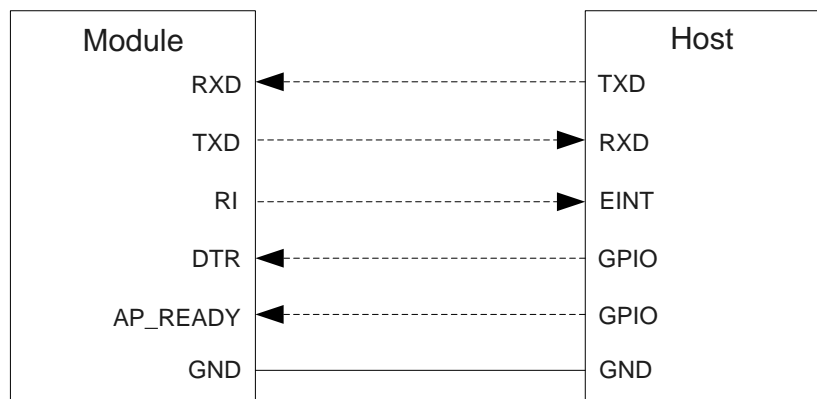 Module Host
RXD TXD
TXD RXD
RI EINT
DTR GPIO
AP_READY GPIO
GND GND